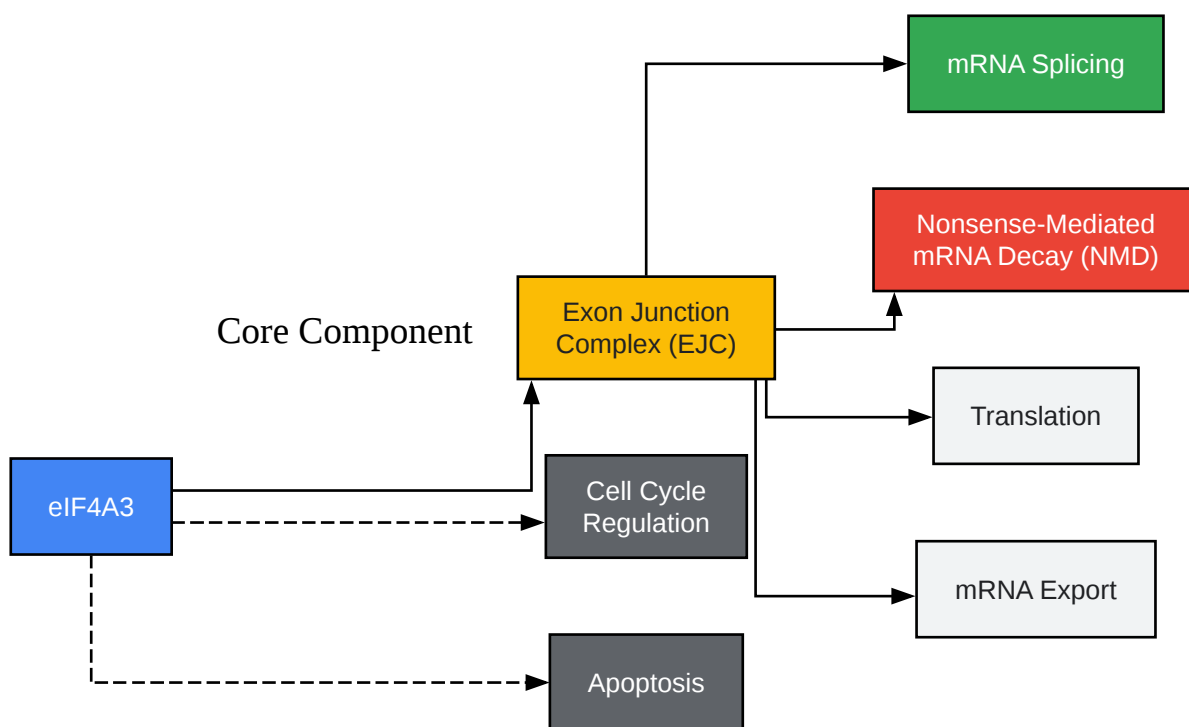 mRNA Splicing
Nonsense-Mediated
mRNA Decay (NMD)
Exon Junction
Complex (EJC)
Core Component
Translation
eIF4A3
Cell Cycle
Regulation
mRNA Export
Apoptosis